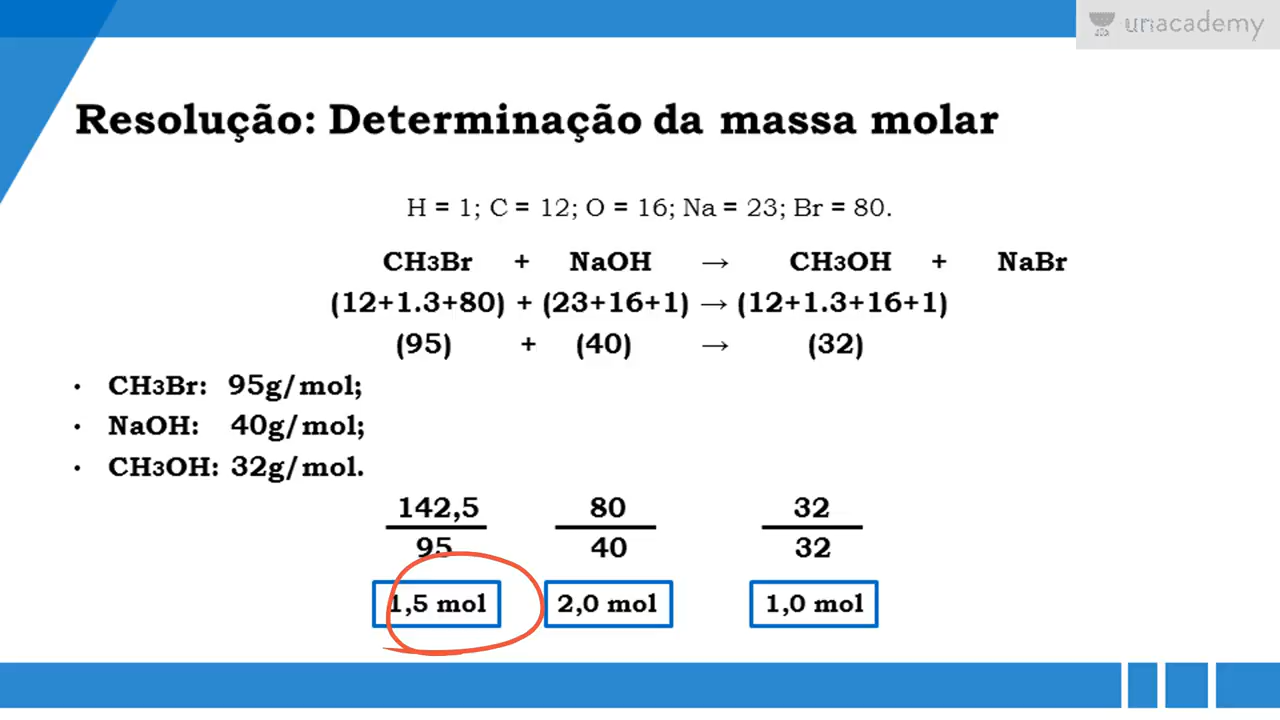 unacademy
Resolução: Determinação da massa molar
H = 1; C = 12; O = 16; Na = 23; Br = 80.
CH3Br + NaOH → CH3OH + NaBr
(12+1.3+80) + (23+16+1) → (12+1.3+16+1)
(95) + (40) → (32)
• CH3Br: 95g/mol;
• NaOH: 40g/mol;
• CH3OH: 32g/mol.
142,5 80 32
95 40 32
1,5 mol 2,0 mol 1,0 mol